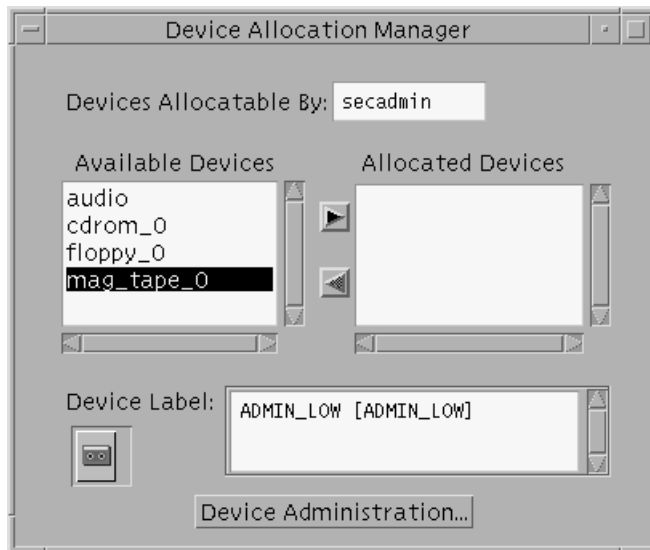 Device Allocation Manager
Devices Allocatable By: secadmin
Available Devices
Allocated Devices
audio
cdrom_0
floppy_0
mag_tape_0
Device Label: ADMIN_LOW [ADMIN_LOW]
Device Administration...